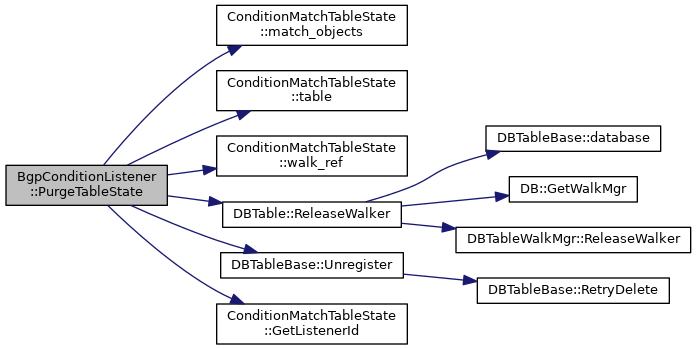 BgpConditionListener
::PurgeTableState
ConditionMatchTableState
::match_objects
ConditionMatchTableState
::table
ConditionMatchTableState
::walk_ref
DBTable::ReleaseWalker
DBTableBase::Unregister
ConditionMatchTableState
::GetListenerId
DBTableBase::database
DB::GetWalkMgr
DBTableWalkMgr::ReleaseWalker
DBTableBase::RetryDelete